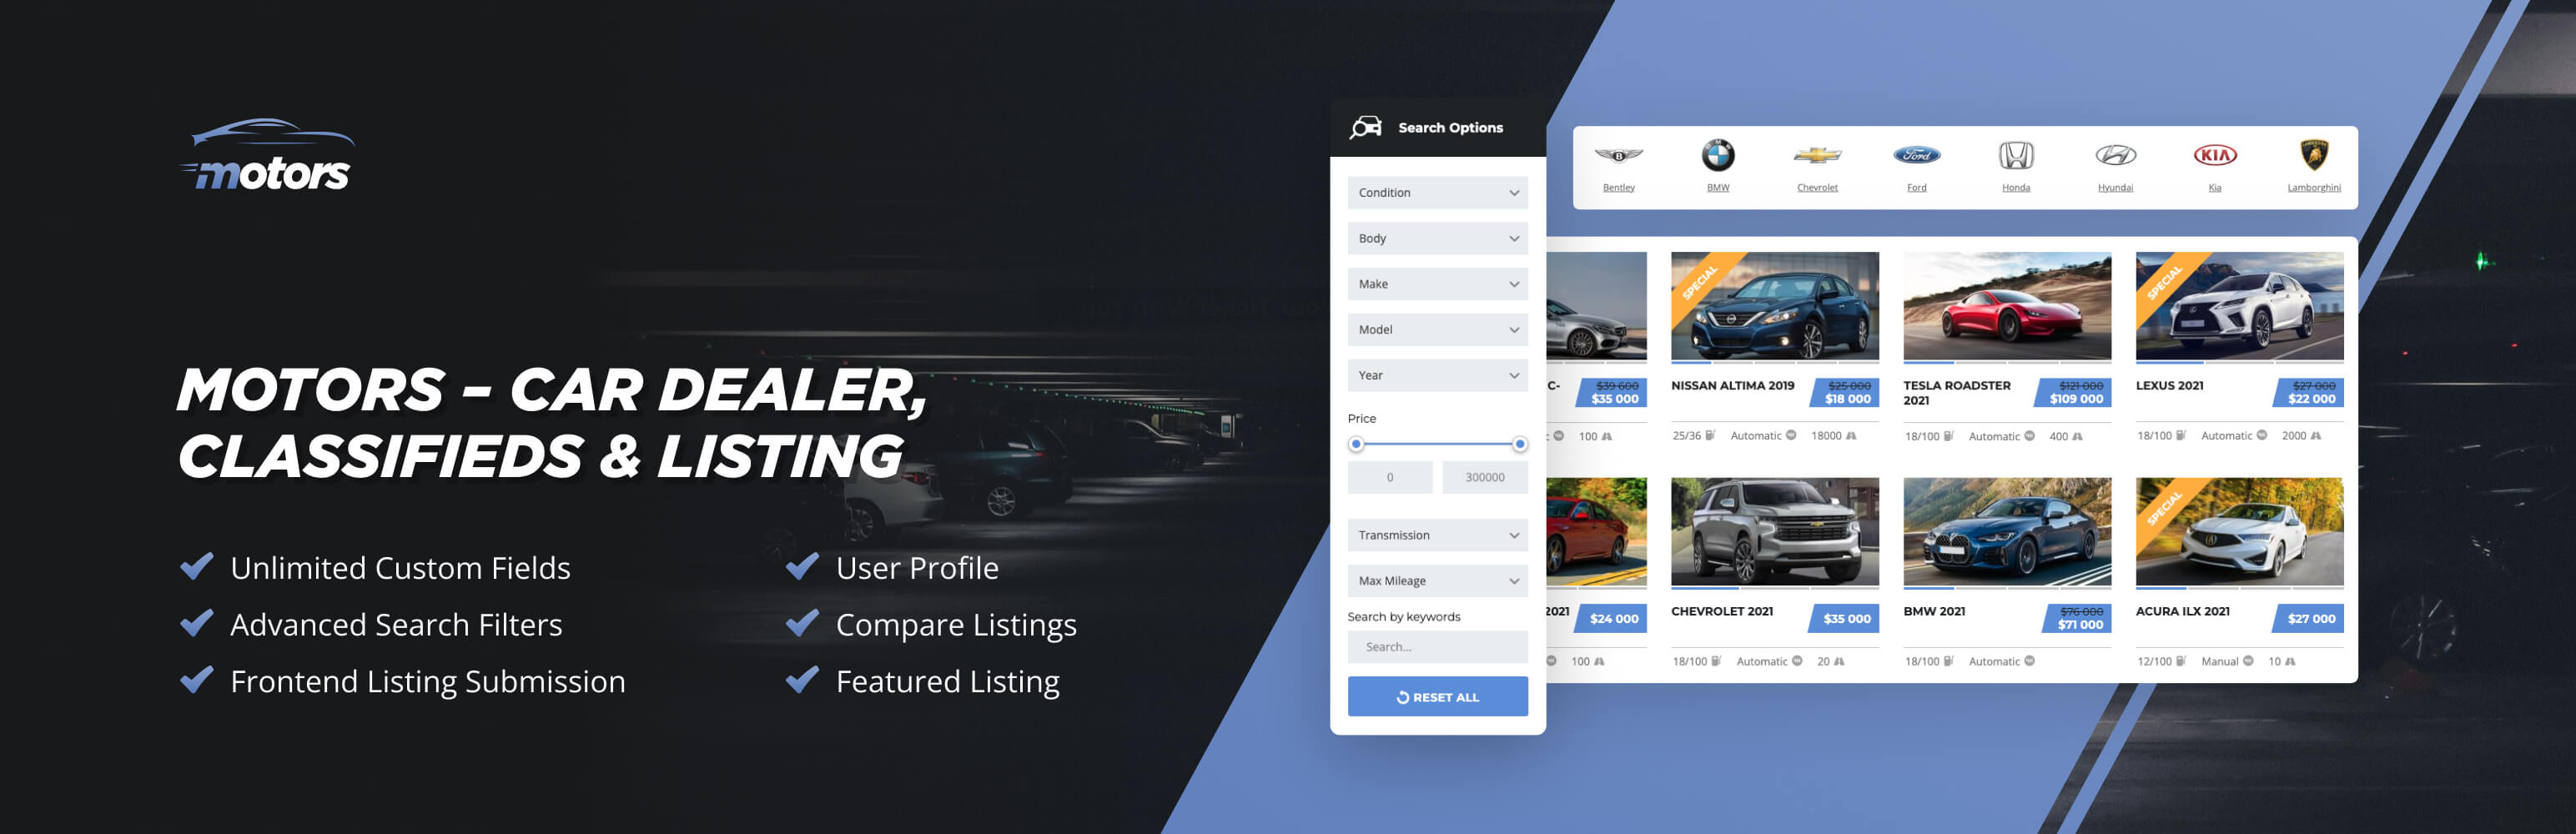 motors
MOTORS – CAR DEALER,
CLASSIFIEDS & LISTING
Unlimited Custom Fields
Advanced Search Filters
Frontend Listing Submission
User Profile
Compare Listings
Featured Listing
Search Options
Condition
Body
Make
Model
Year
Price
0
300000
Transmission
Max Mileage
Search by keywords
Search...
RESET ALL
Bentley
BMW
Chevrolet
Ford
Ford
Honda
Hyundai
KIA
Kia
Lamborghini
C-
$39 600
$35 000
100
SPECIAL
NISSAN ALTIMA 2019
$25 000
$18 000
25/36 Automatic 18000
TESLA ROADSTER
2021
$121 000
$109 000
18/100 Automatic 400
SPECIAL
LEXUS 2021
$27 000
$22 000
18/100 Automatic 2000
2021
$24 000
100
CHEVROLET 2021
$35 000
18/100 Automatic 20
BMW 2021
$76 000
$71 000
18/100 Automatic
SPECIAL
ACURA ILX 2021
$27 000
12/100 Manual 10